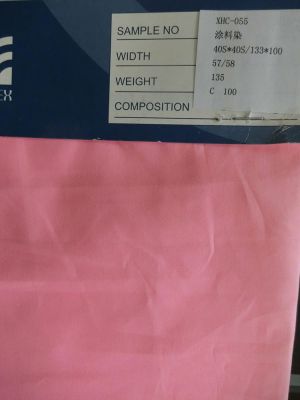 SAMPLE NO XHC-055
涂料染
WIDTH 40S*40S/133*100
57/58
WEIGHT 135
COMPOSITION C 100
EX